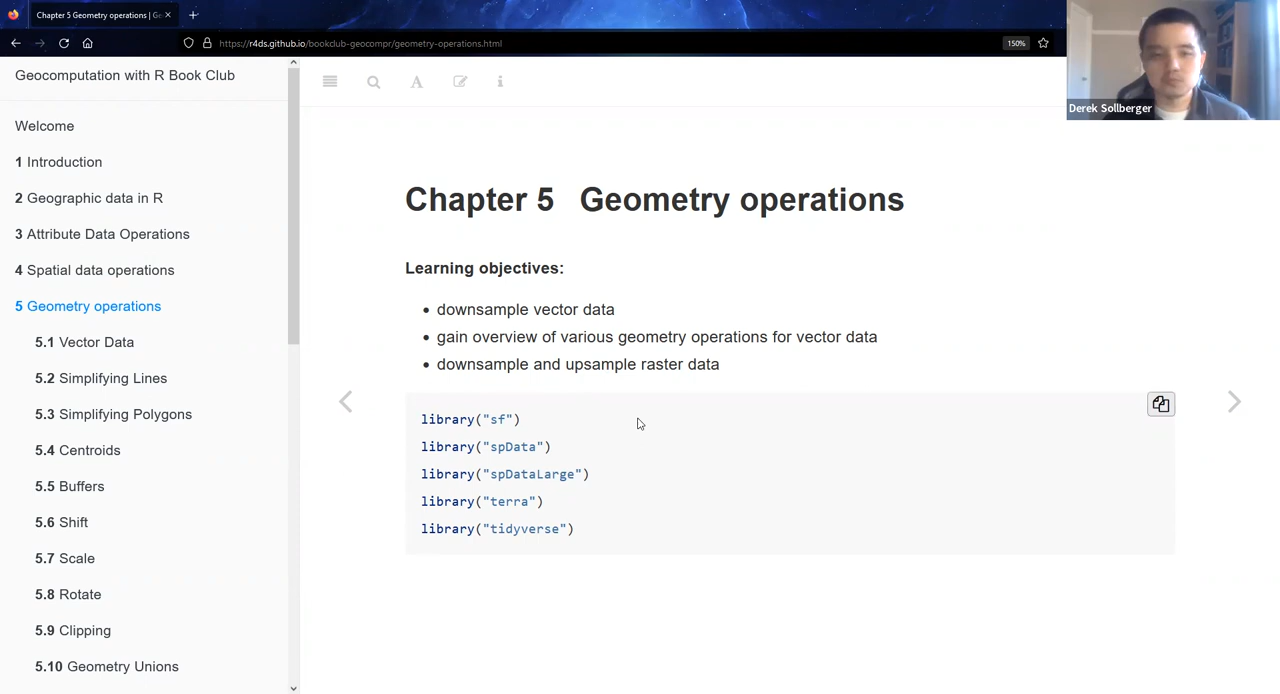 Chapter 5 Geometry operations | Ge
https://r4ds.github.io/bookclub-geocompr/geometry-operations.html
150%
Derek Sollberger
Geocomputation with R Book Club
Welcome
1 Introduction
2 Geographic data in R
3 Attribute Data Operations
4 Spatial data operations
5 Geometry operations
5.1 Vector Data
5.2 Simplifying Lines
5.3 Simplifying Polygons
5.4 Centroids
5.5 Buffers
5.6 Shift
5.7 Scale
5.8 Rotate
5.9 Clipping
5.10 Geometry Unions
Chapter 5 Geometry operations
Learning objectives:
• downsample vector data
• gain overview of various geometry operations for vector data
• downsample and upsample raster data
library("sf")
library("spData")
library("spDataLarge")
library("terra")
library("tidyverse")